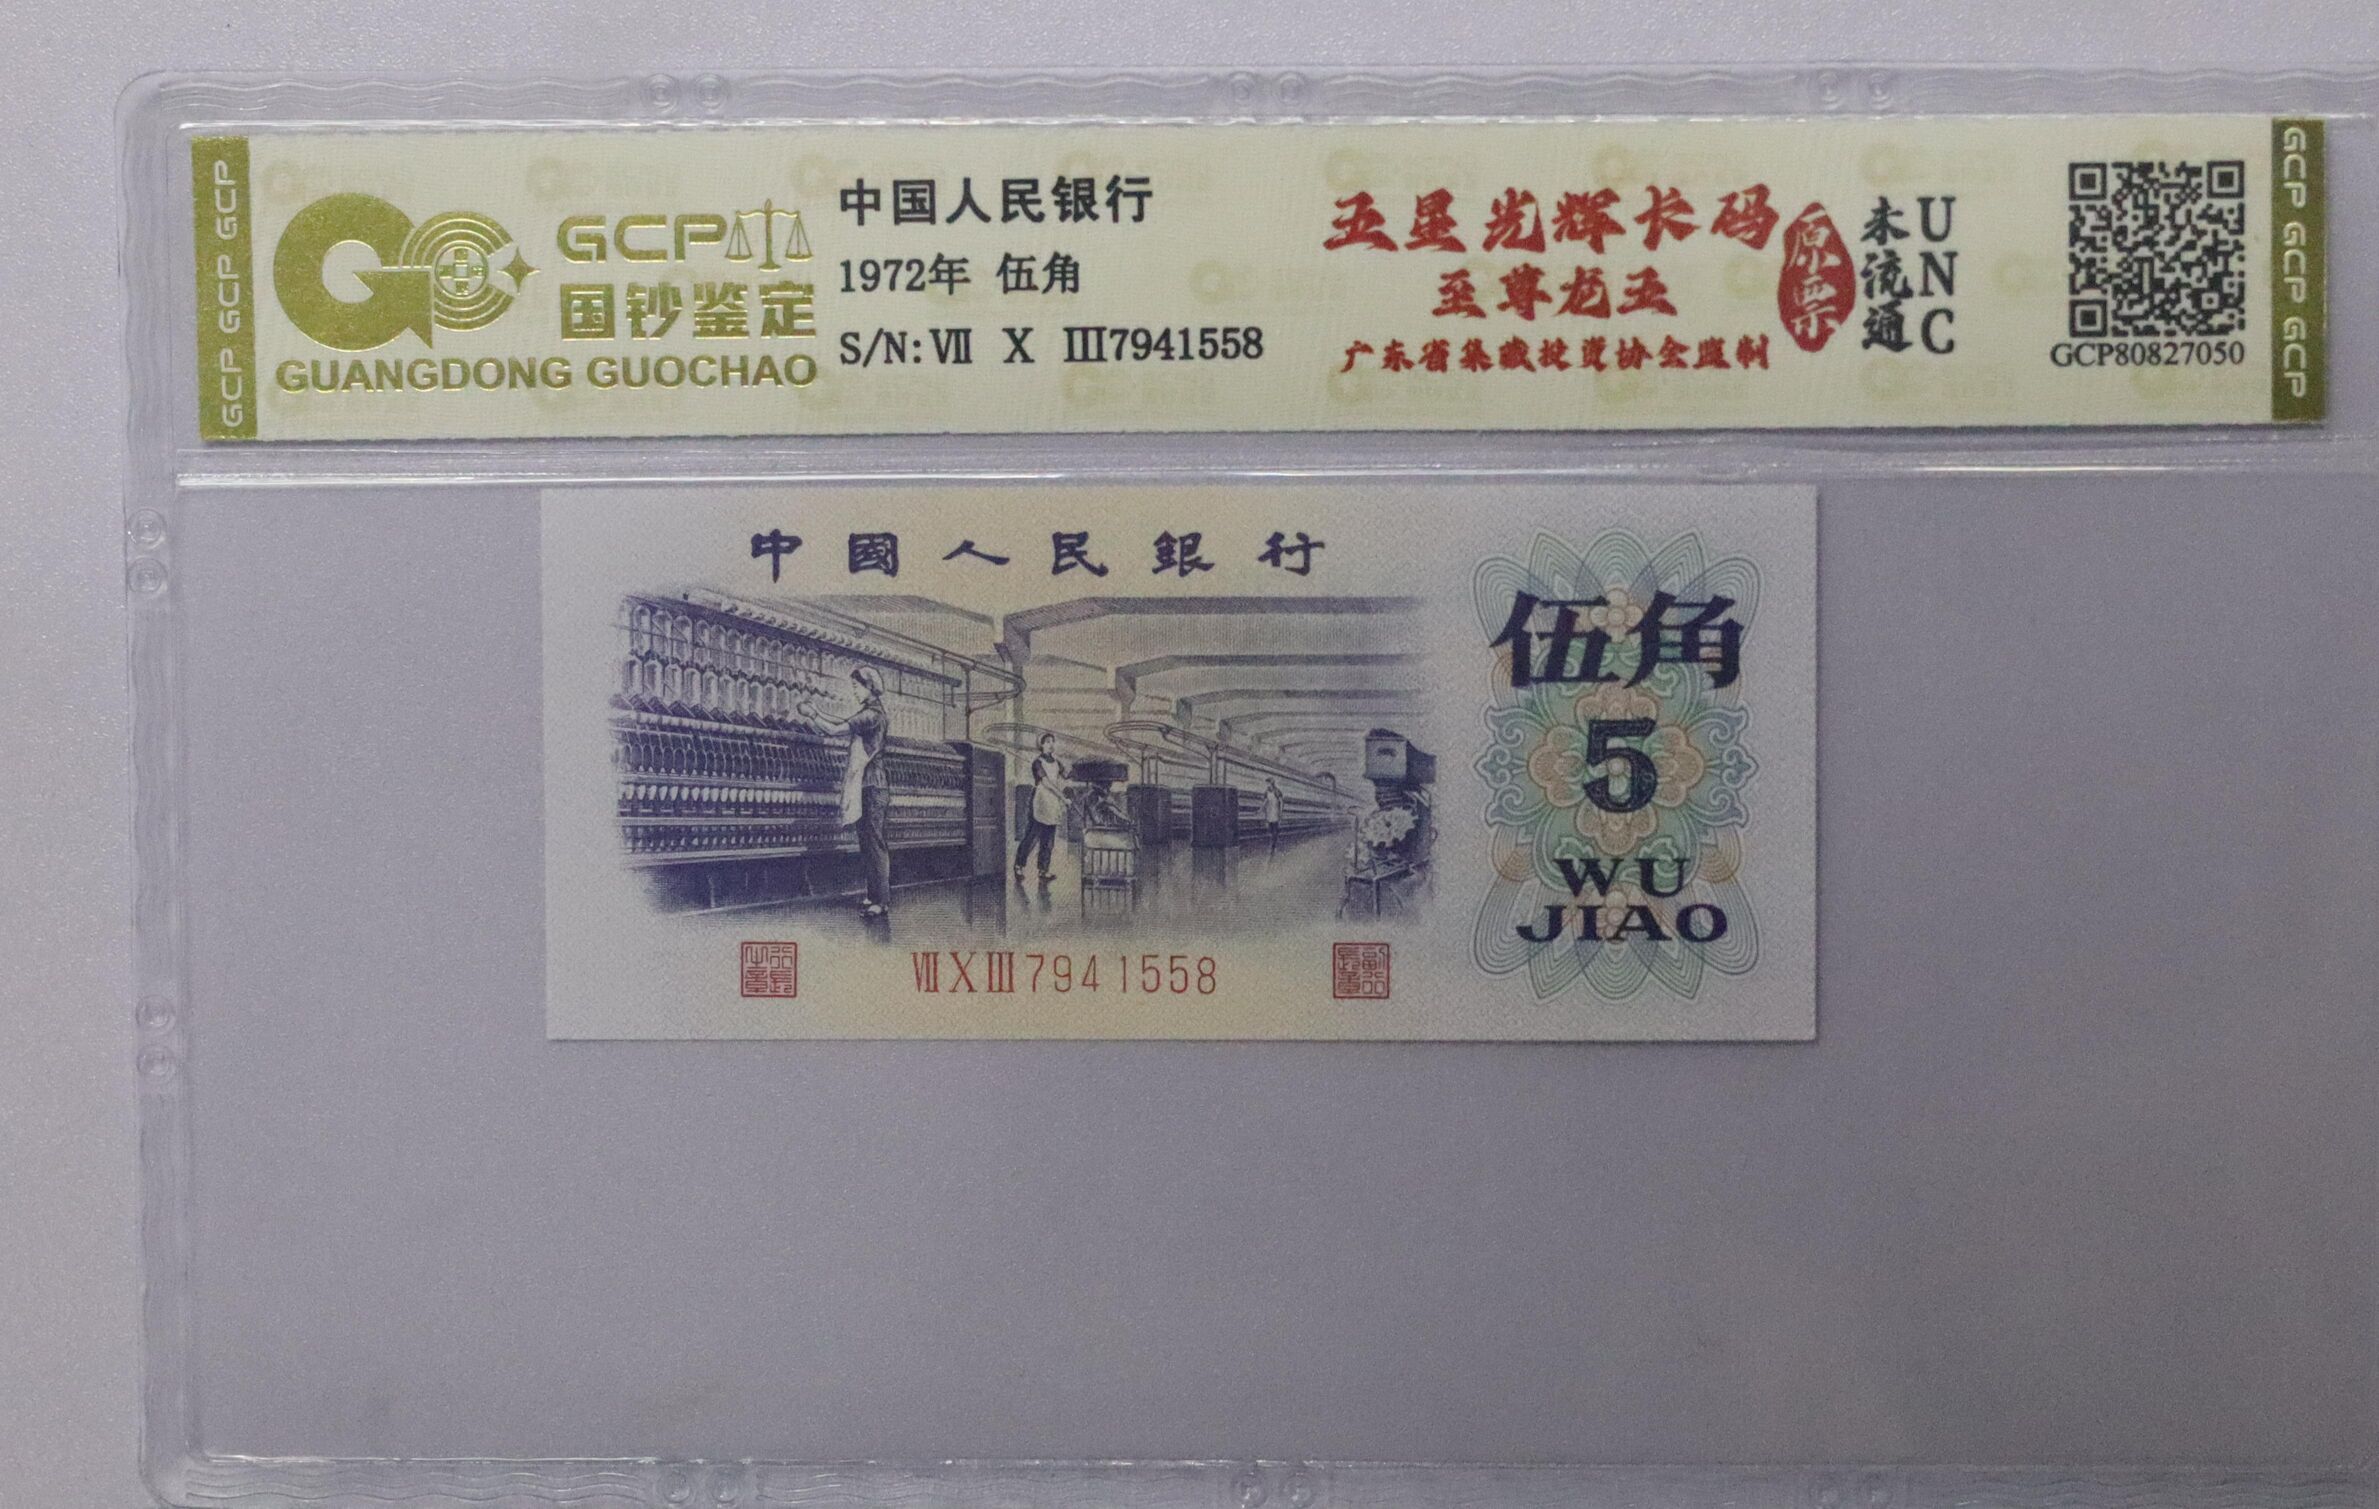 GCP GCP GCP
GCP
国钞鉴定
GUANGDONG GUOCHAO
中国人民银行
1972年 伍角
S/N: Ⅶ Ⅹ Ⅲ7941558
五星光辉长码
至尊龙王
广东省集藏投资协会监制
原票
未流通
UNC
GCP80827050
GCP GCP GCP
中國人民銀行
伍角
5
WU
JIAO
ⅦⅩⅢ7941558